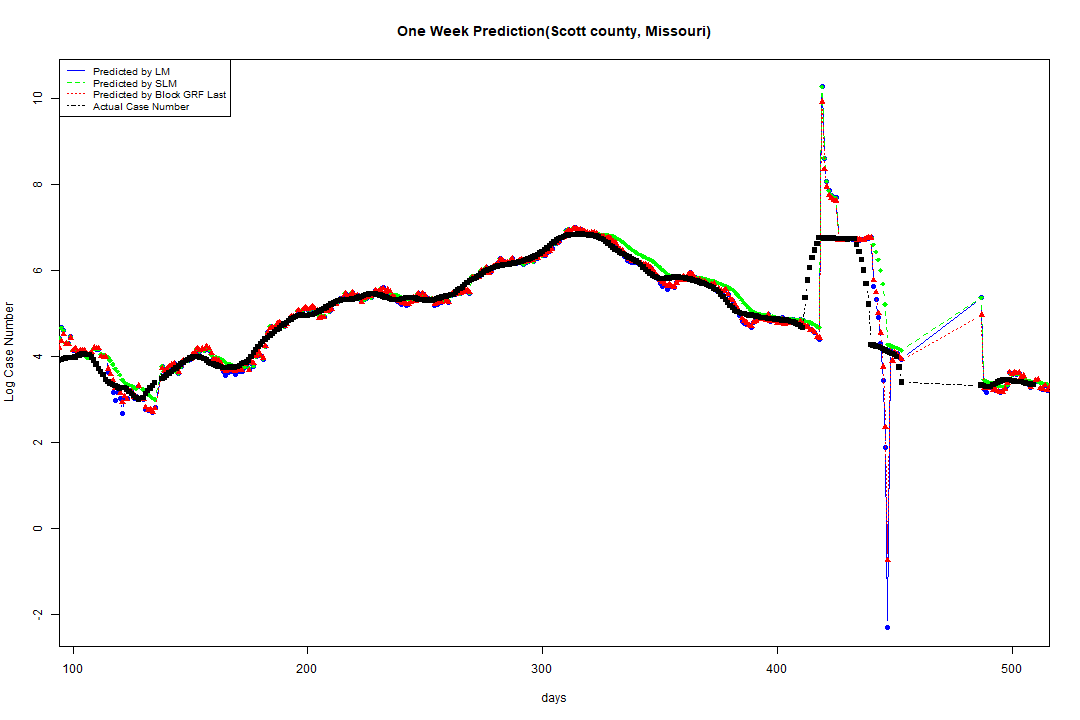 One Week Prediction(Scott county, Missouri)
Predicted by LM
Predicted by SLM
Predicted by Block GRF Last
Actual Case Number
10
8
6
4
2
0
-2
Log Case Number
100 200 300 400 500
days